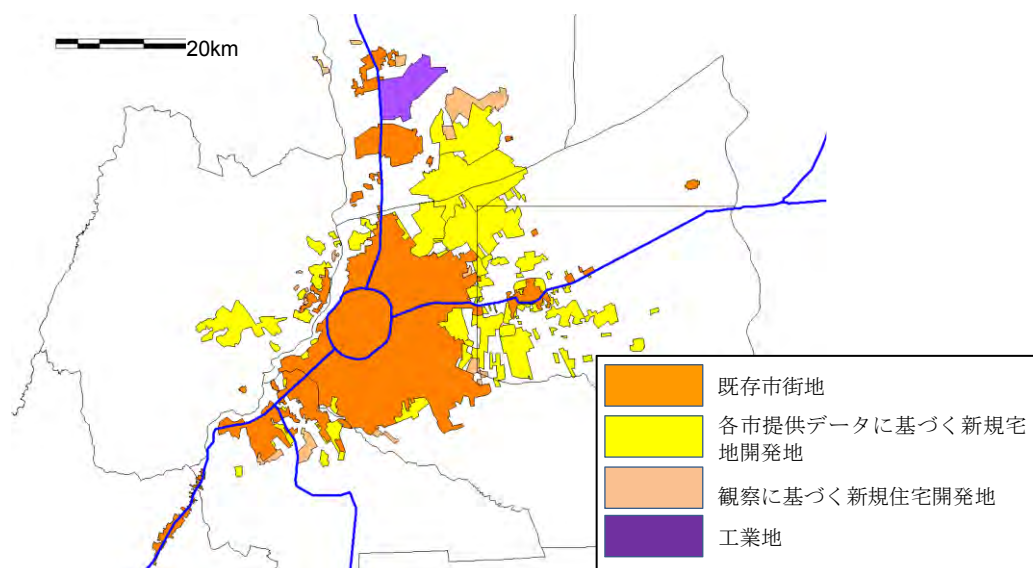 20km
既存市街地
各市提供データに基づく新規宅
地開発地
観察に基づく新規住宅開発地
工業地